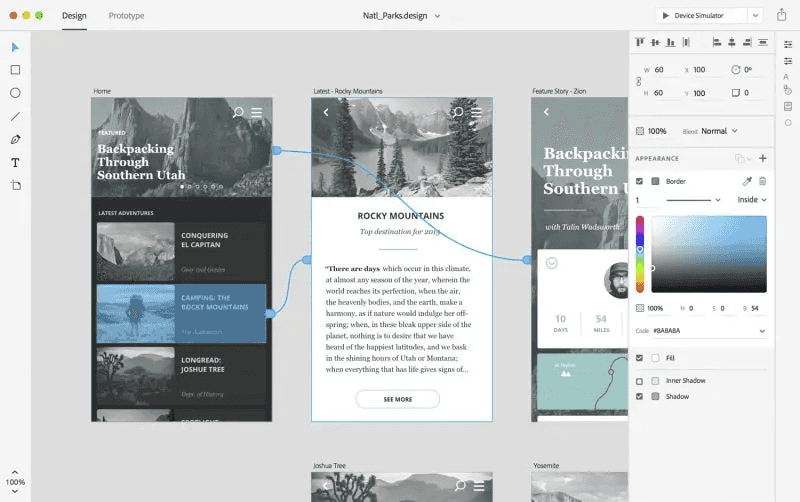 Design
Prototype
Natl_Parks.design
Device Simulator
Home
FEATURED
Backpacking
Through
Southern Utah
LATEST ADVENTURES
CONQUERING
EL CAPITAN
Gear and Guides
CAMPING: THE
ROCKY MOUNTAINS
LONGREAD:
JOSHUA TREE
Dept. of History
Latest - Rocky Mountains
ROCKY MOUNTAINS
Top destination for 2015
"There are days which occur in this climate,
at almost any season of the year, wherein the
world reaches its perfection, when the air,
the heavenly bodies, and the earth, make a
harmony, as if nature would indulge her off-
spring; when, in these bleak upper side of the
planet, nothing is to desire that we have
heard of the happiest latitudes, and we bask
in the shining hours of Utah or Montana;
when everything that has life gives signs of...
SEE MORE
Feature Story - Zion
Backpacki
Through
Southern U
with Talin Wadsworth
10
DAYS
54
MILES
Joshua Tree
Yosemite
100%
W 60 X 100 0°
H 60 Y 100 0
100% Blend Normal
APPEARANCE
Border
1 Inside
100% H 0 S 0 B 54
Code #BABABA
Fill
Inner Shadow
Shadow
A